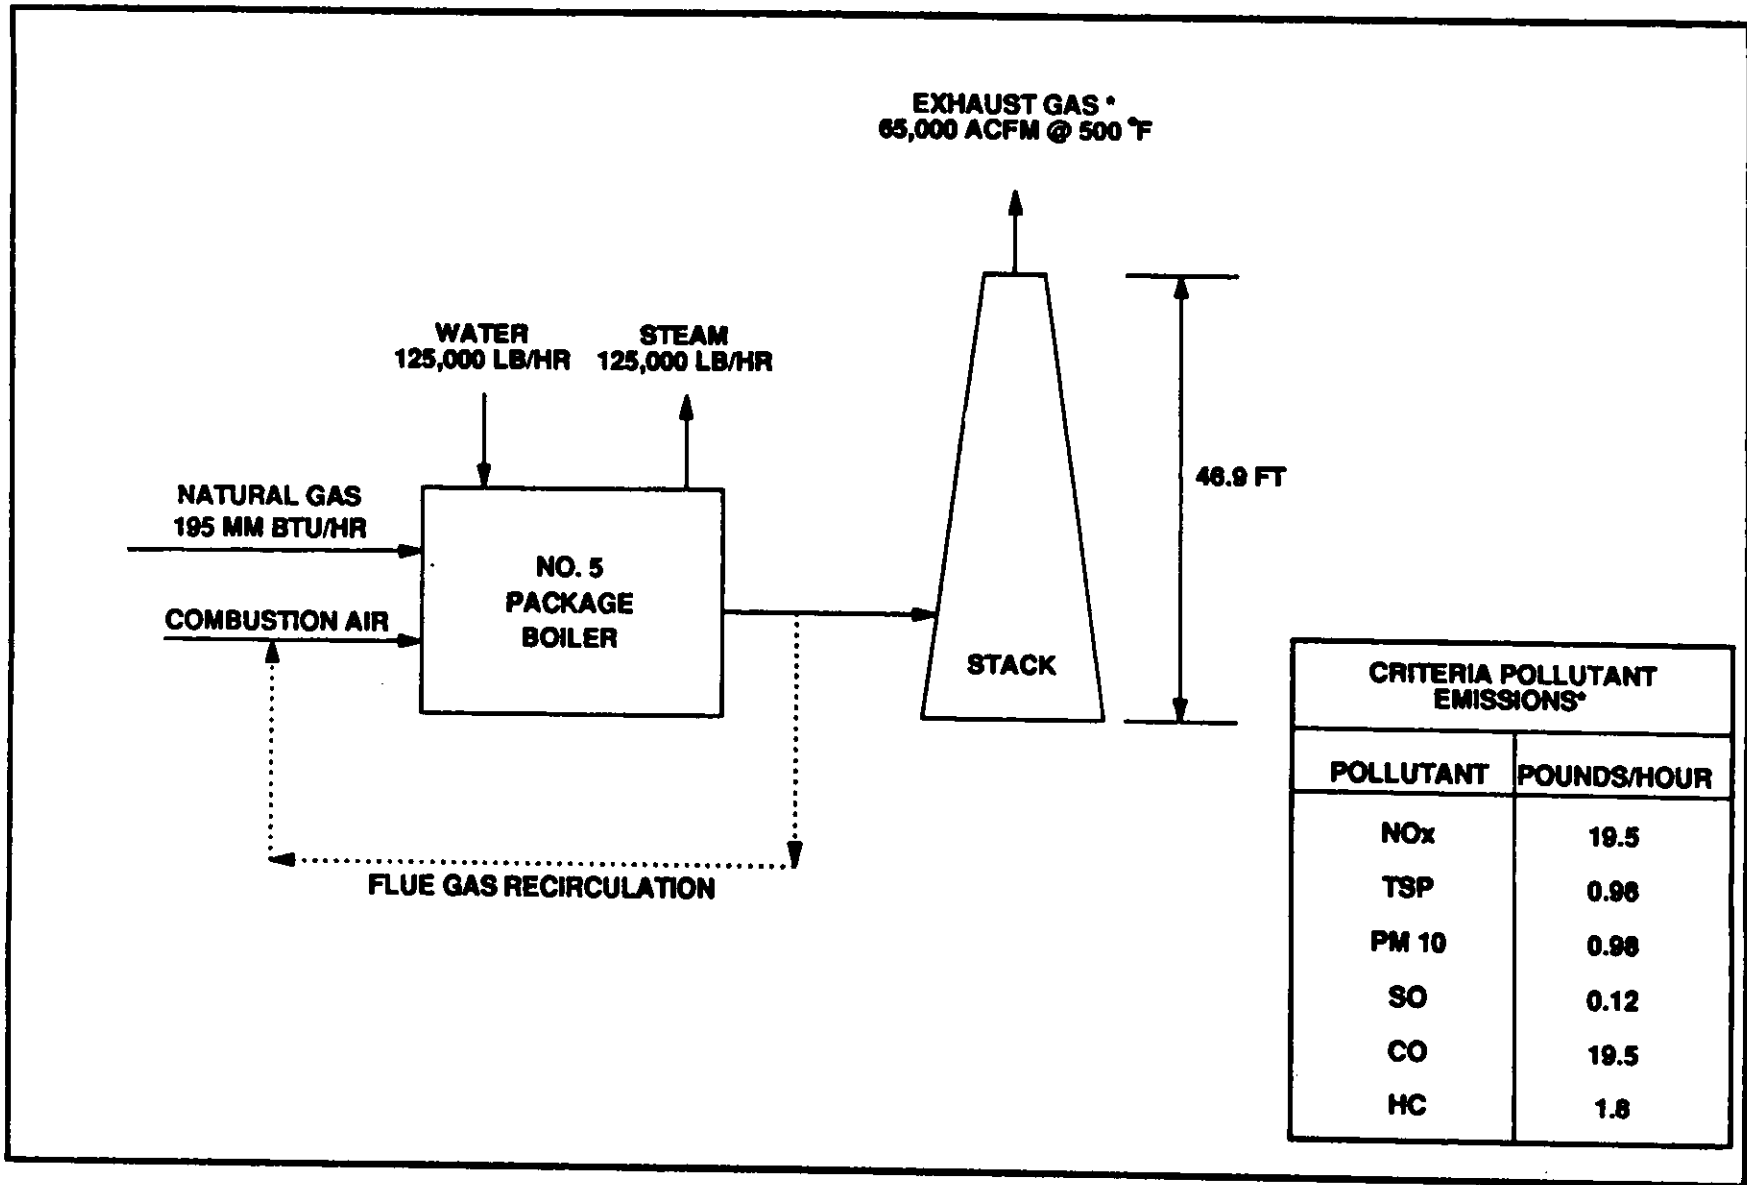 EXHAUST GAS *
65,000 ACFM @ 500 °F
WATER
125,000 LB/HR
STEAM
125,000 LB/HR
46.9 FT
NATURAL GAS
195 MM BTU/HR
NO. 5
PACKAGE
BOILER
COMBUSTION AIR
STACK
FLUE GAS RECIRCULATION
CRITERIA POLLUTANT
EMISSIONS*
POLLUTANT POUNDS/HOUR
NOx 19.5
TSP 0.98
PM 10 0.98
SO 0.12
CO 19.5
HC 1.8